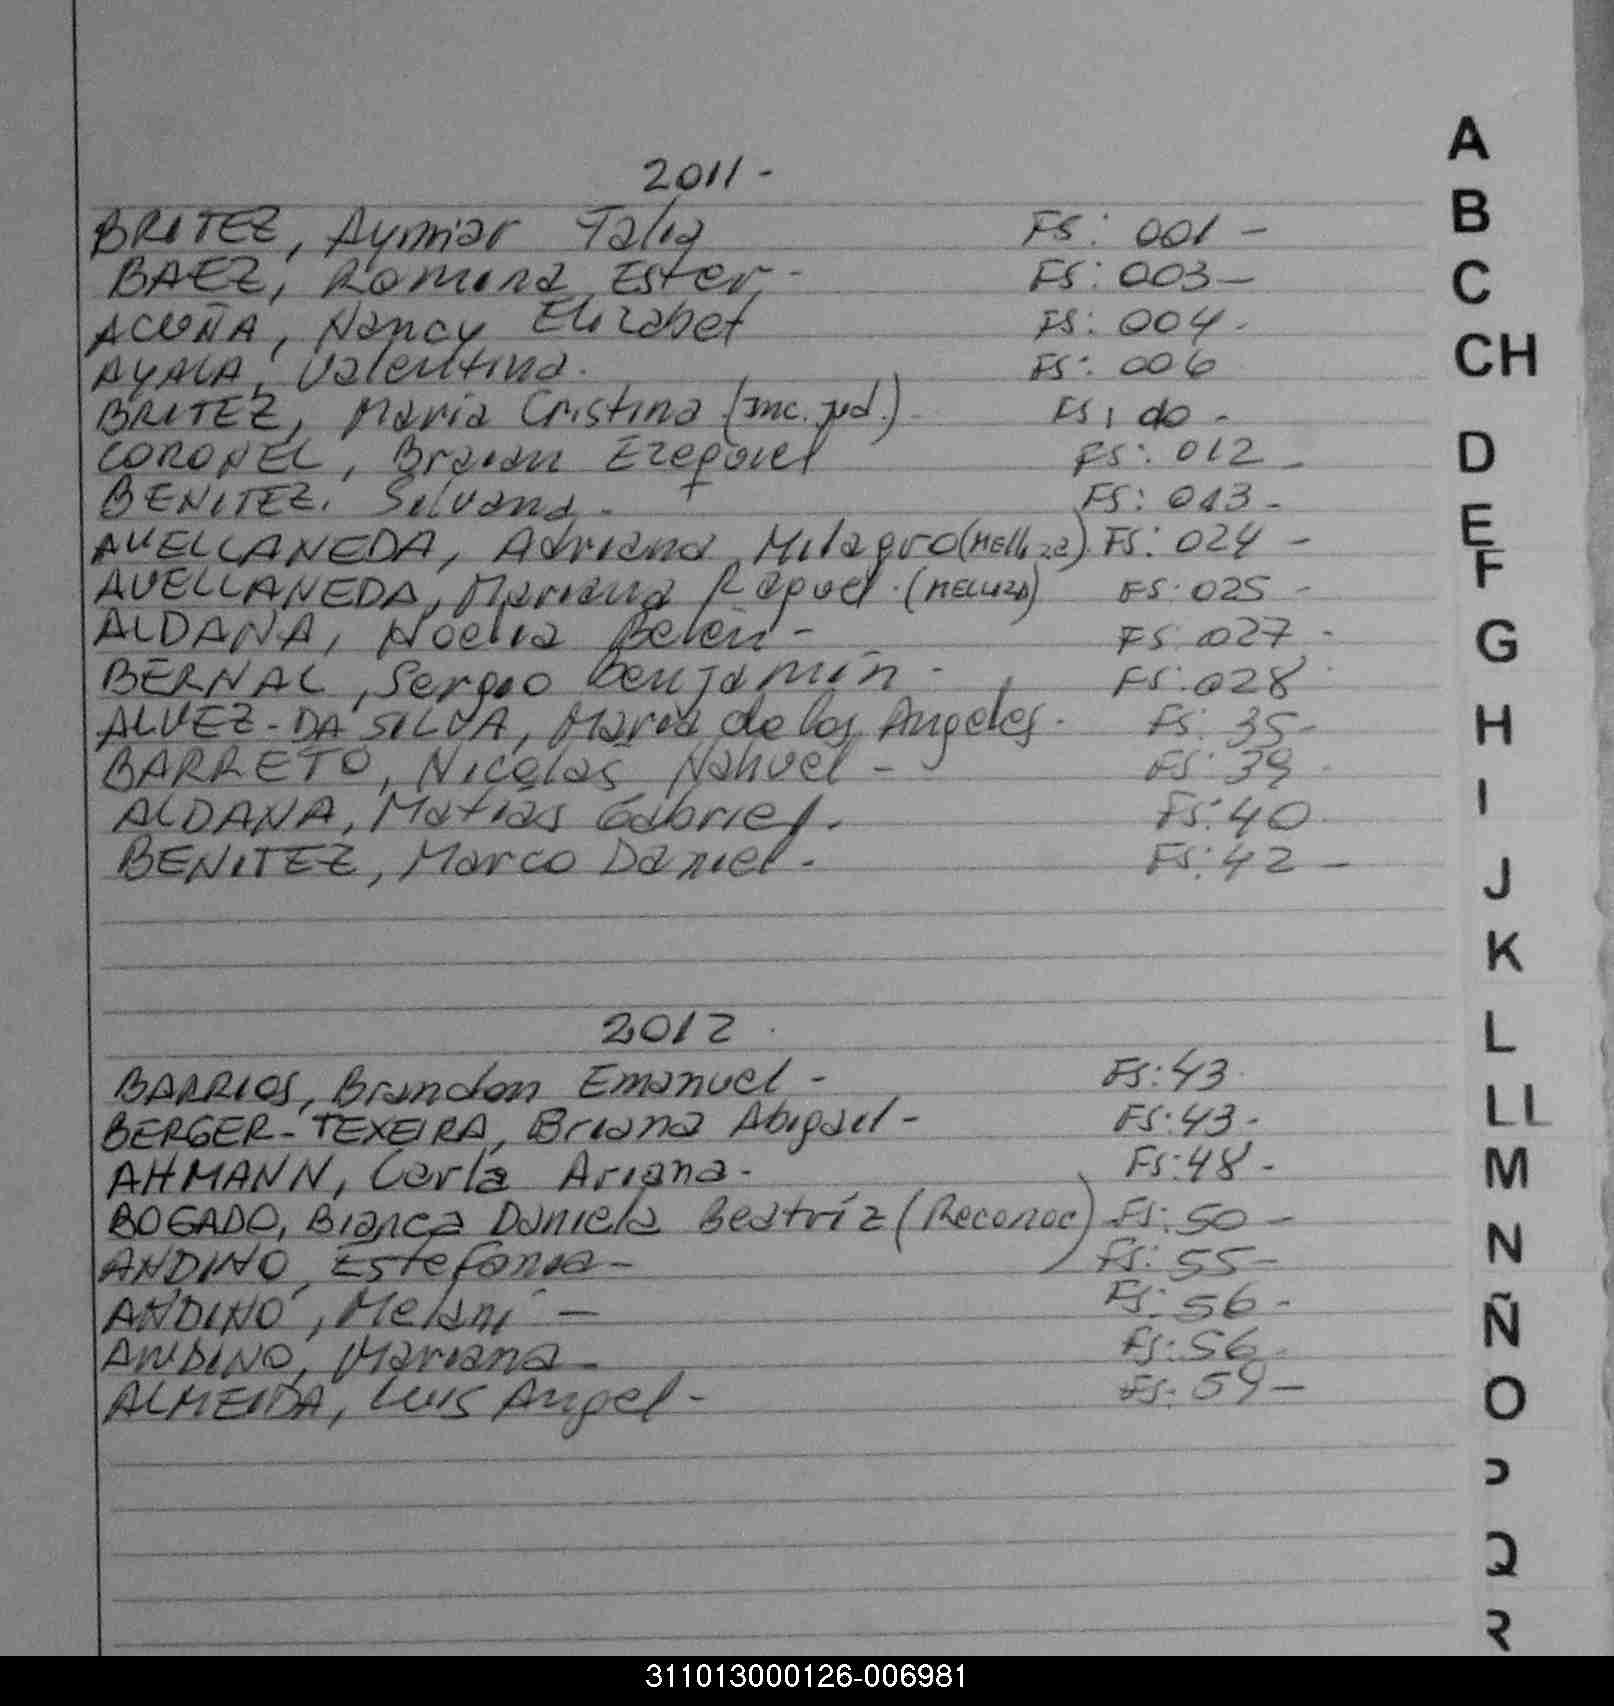 2011-
BRITEZ, Aymar Talia FS: 001-
BAEZ, Romina Ester- FS: 003-
ACUÑA, Nancy Elizabet FS: 004.
AYALA, Valentina. FS: 006
BRITEZ, Maria Cristina (Inc. jud.) FS:
CORONEL, Braian Ezequiel FS: 012-
BENITEZ. Silvana- FS: 013-
AVELLANEDA, Adriana Milagro (Melliza) FS: 024-
AVELLANEDA, Mariana Raquel. (MELLIZA) FS: 025-
ALDANA, Noelia Belén- FS: 027-
BERNAL, Sergio Benjamín- FS: 028
ALVEZ-DA SILVA, Maria de los Angeles- FS: 35-
BARRETO, Nicolás Nahuel- FS: 39-
ALDANA, Matías Gabriel. FS: 40.
BENITEZ, Marco Daniel- FS: 42-
2012.
BARRIOS, Brandon Emanuel- FS: 43.
BERGER-TEXEIRA, Briana Abigail- FS: 43-
AHMANN, Carla Ariana- FS: 48-
BOGADO, Bianca Daniela Beatríz (Reconoc) FS: 50-
ANDINO, Estefania- FS: 55-
ANDINO, Melani- FS: 56-
ANDINO, Mariana- FS: 56-
ALMEIDA, Luis Angel- FS: 59-
A
B
C
CH
D
E
F
G
H
I
J
K
L
LL
M
N
Ñ
O
P
Q
R
311013000126-006981